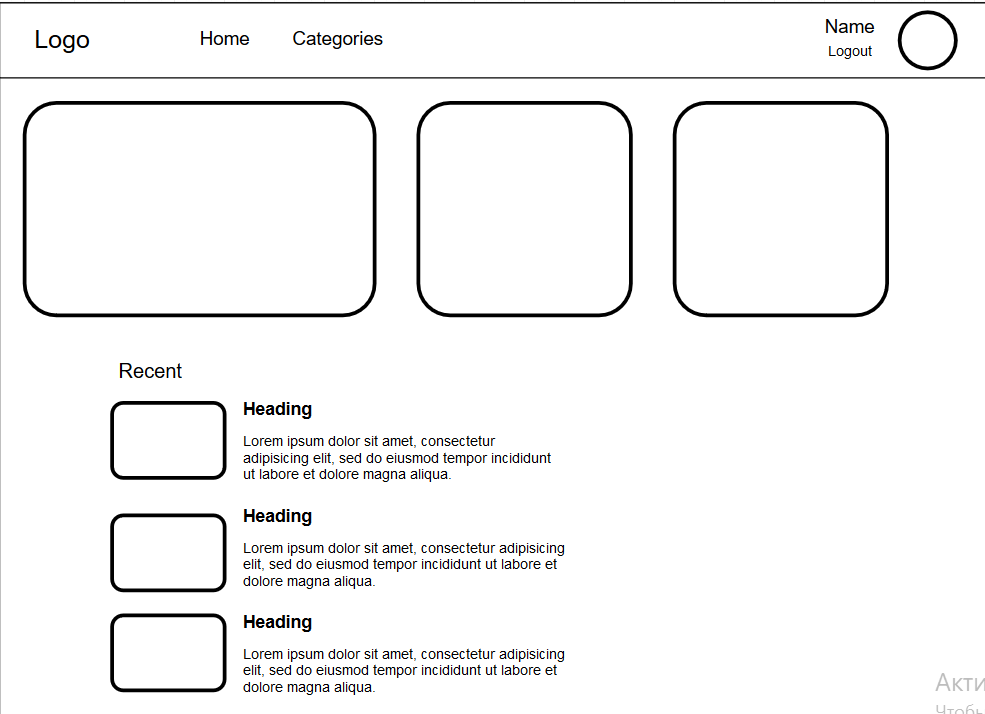 Logo
Home
Categories
Name
Logout
Recent
Heading
Lorem ipsum dolor sit amet, consectetur
adipisicing elit, sed do eiusmod tempor incididunt
ut labore et dolore magna aliqua.
Heading
Lorem ipsum dolor sit amet, consectetur adipisicing
elit, sed do eiusmod tempor incididunt ut labore et
dolore magna aliqua.
Heading
Lorem ipsum dolor sit amet, consectetur adipisicing
elit, sed do eiusmod tempor incididunt ut labore et
dolore magna aliqua.
Акти
Чтобы